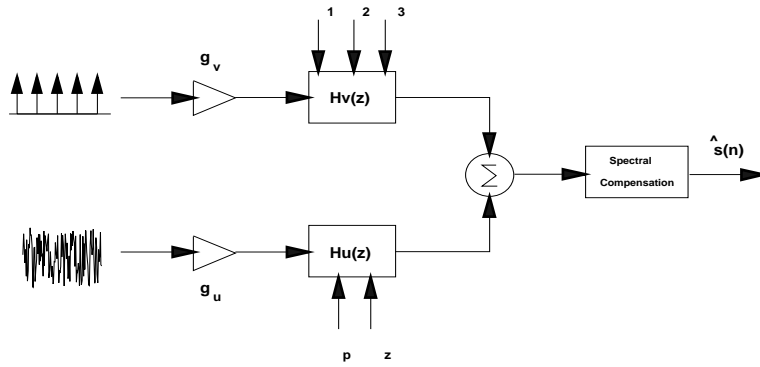 1 2 3
g v
Hv(z)
Σ
^
s(n)
Spectral
Compensation
Hu(z)
g u
p z